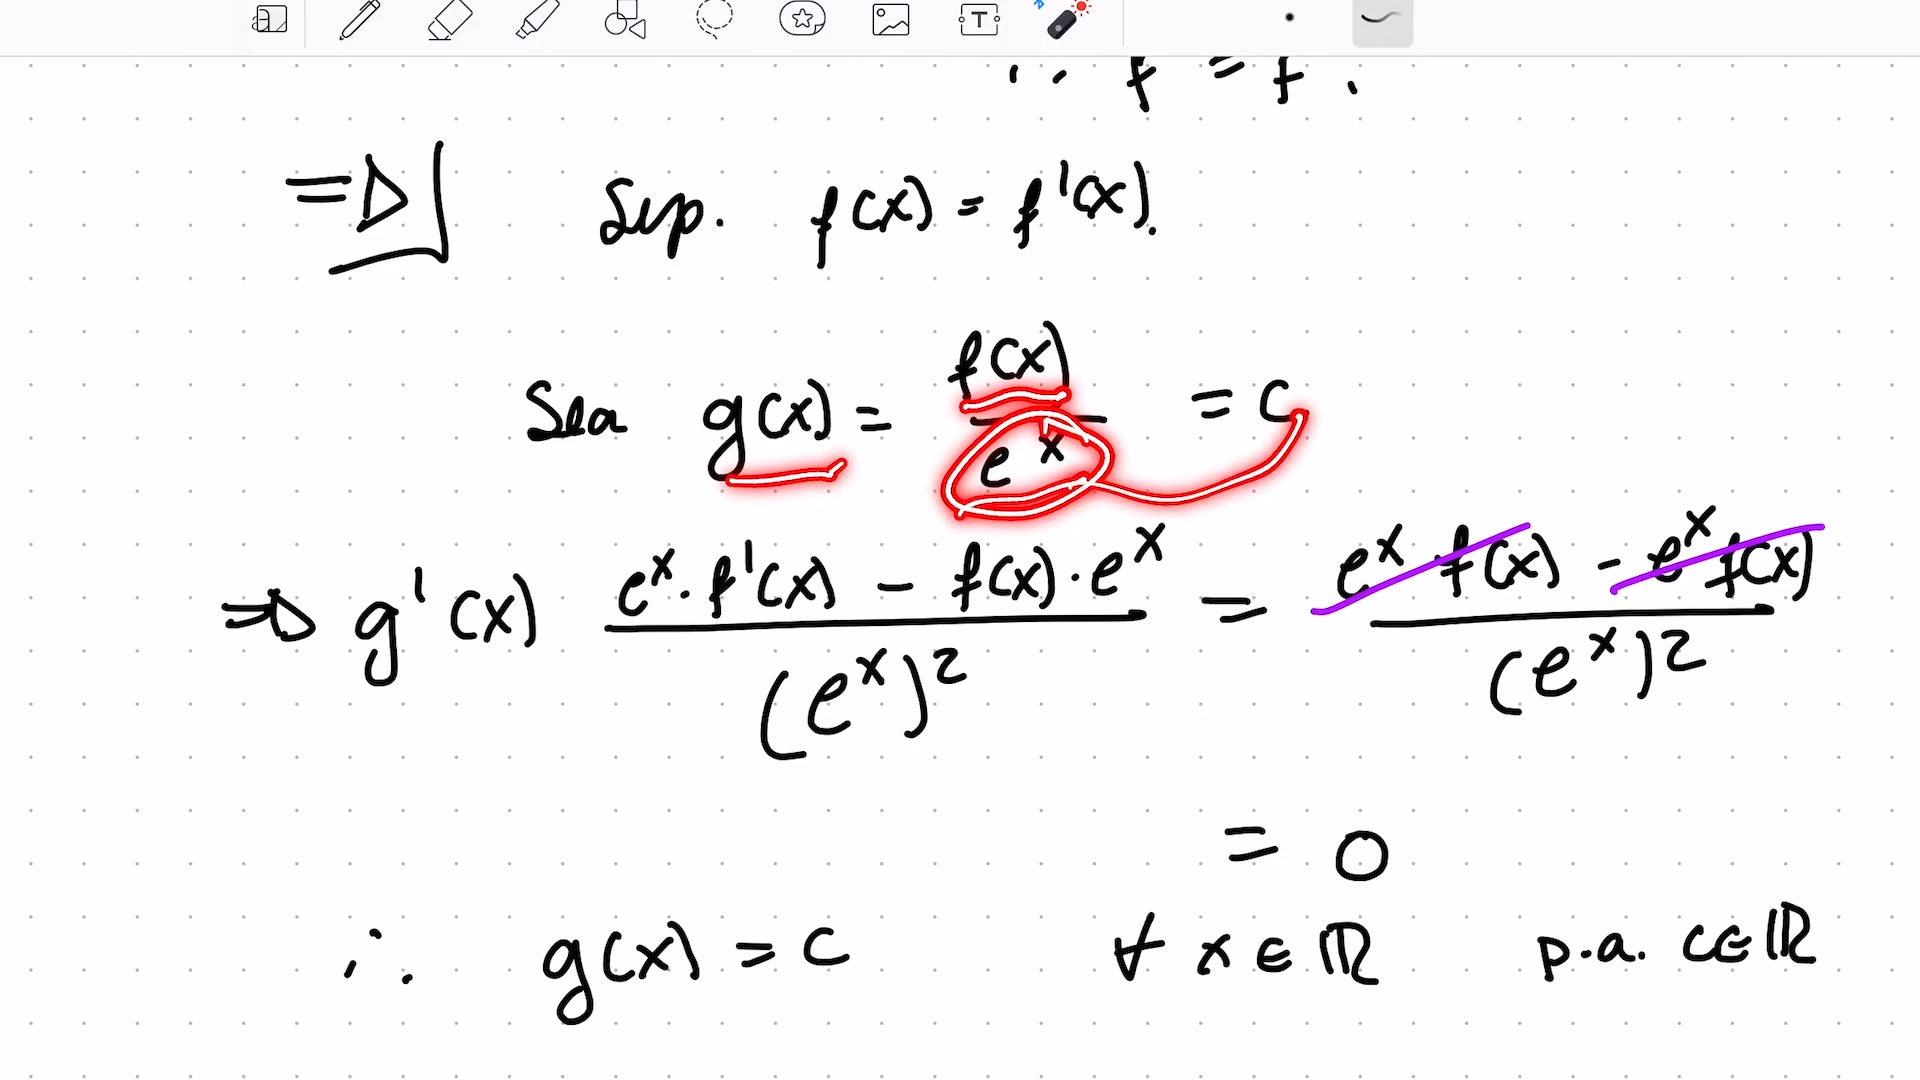 ∴ f = f'.
⇒ Sup. f(x) = f'(x).
Sea g(x) = f(x) / e^x = c
⇒ g'(x) (e^x · f'(x) - f(x) · e^x) / (e^x)^2 = (e^x f(x) - e^x f(x)) / (e^x)^2
= 0
∴ g(x) = c ∀ x ∈ ℝ p.a. c ∈ ℝ